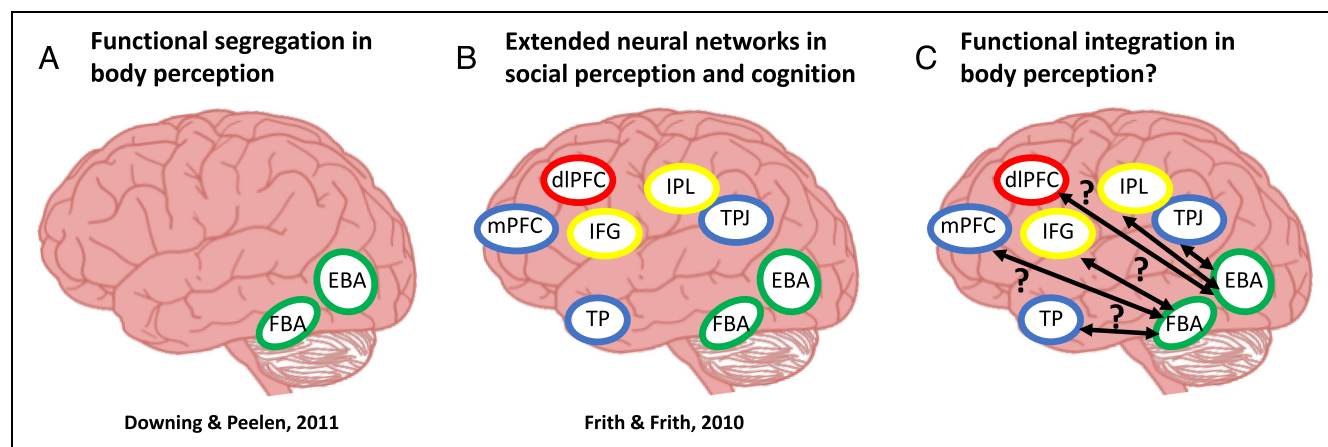 A
Functional segregation in
body perception
EBA
FBA
Downing & Peelen, 2011
B
Extended neural networks in
social perception and cognition
dlPFC
IPL
mPFC
IFG
TPJ
EBA
TP
FBA
Frith & Frith, 2010
C
Functional integration in
body perception?
dlPFC
?
IPL
mPFC
IFG
TPJ
?
?
EBA
TP
?
FBA